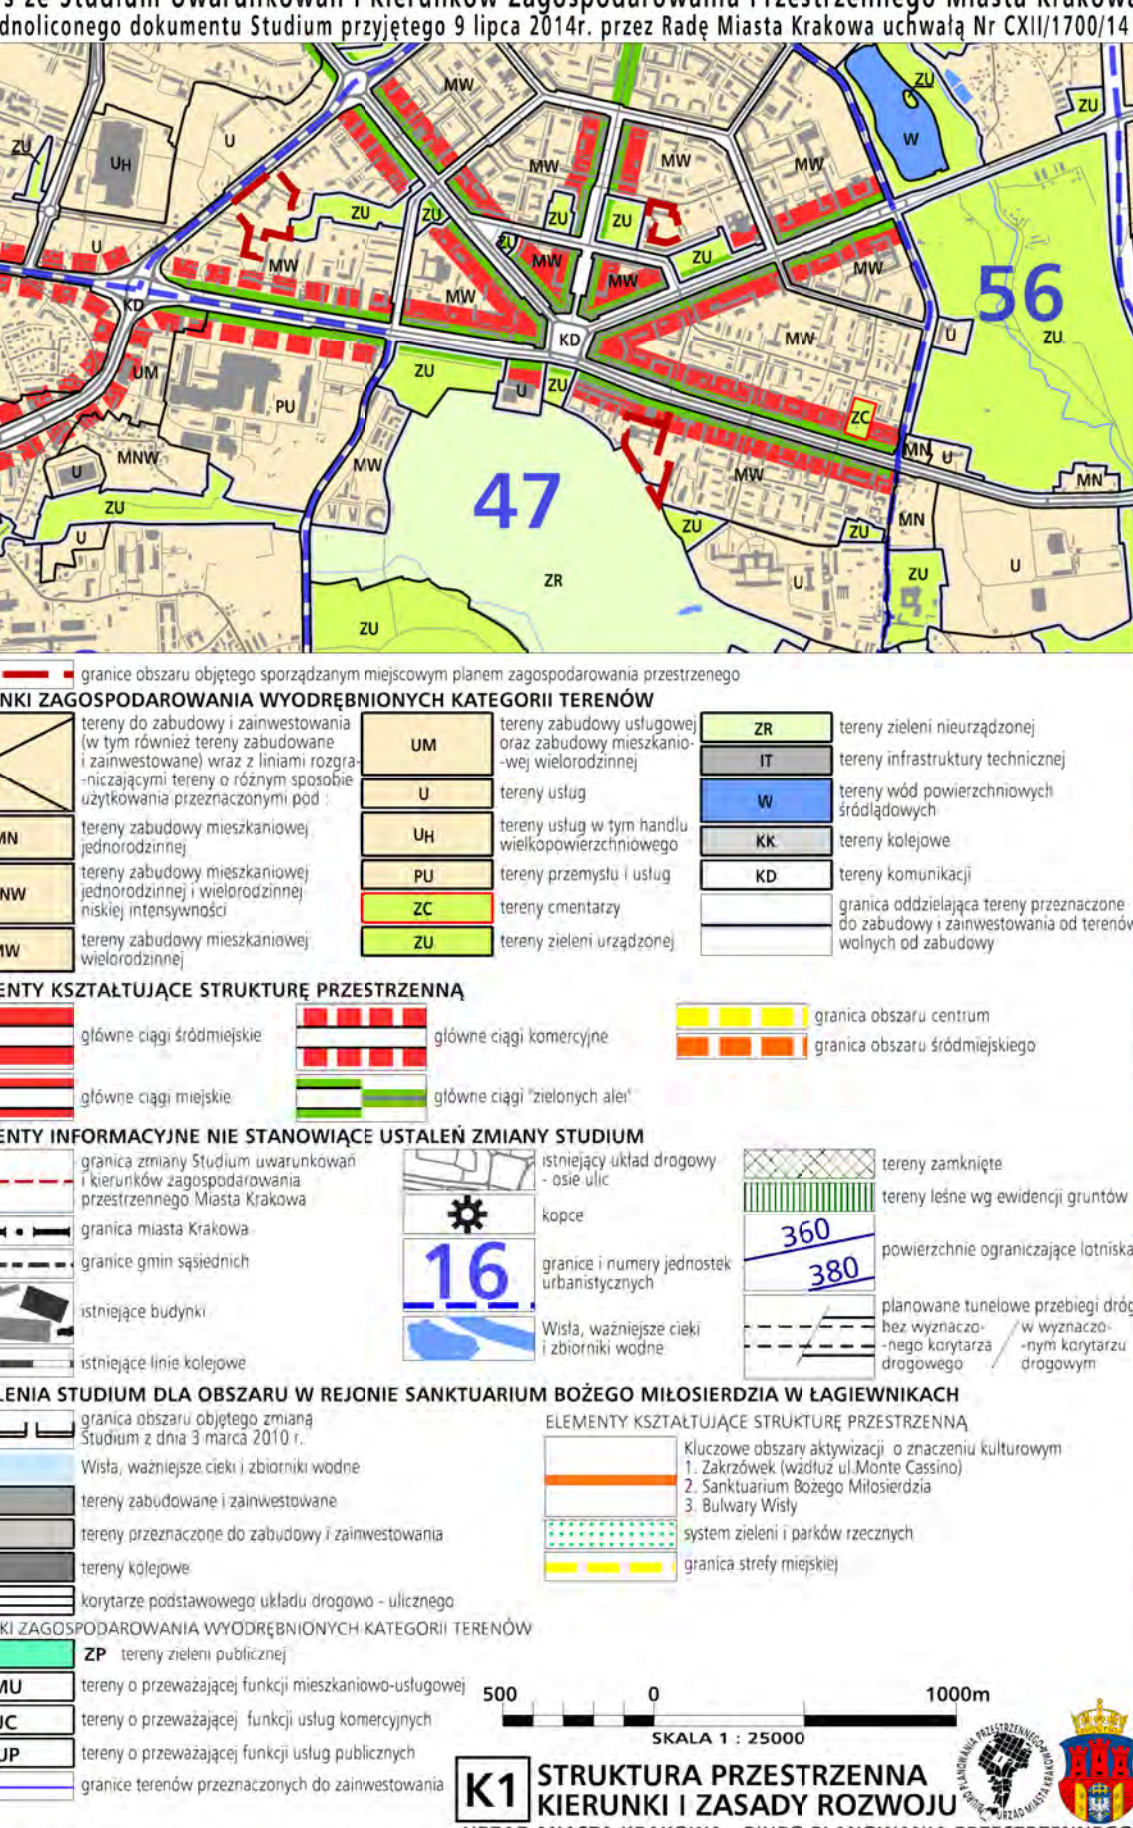 ze Studium Uwarunkowań i Kierunków Zagospodarowania Przestrzennego Miasta Krakowa
dnoliconego dokumentu Studium przyjętego 9 lipca 2014r. przez Radę Miasta Krakowa uchwałą Nr CXII/1700/14
MW
ZU
ZU
ZU
U
UH
W
MW
MW
MW
ZU
ZU
ZU
ZU
ZU
U
MW
ZU
MW
MW
MW
MW
56
KD
KD
MW
U
ZU
UM
ZU
U
ZU
PU
ZC
MNW
U
MW
47
MW
MN
U
MN
ZU
U
ZU
ZU
MN
ZR
U
ZU
U
ZU
granice obszaru objętego sporządzanym miejscowym planem zagospodarowania przestrzenego
NKI ZAGOSPODAROWANIA WYODRĘBNIONYCH KATEGORII TERENÓW
tereny do zabudowy i zainwestowania
(w tym również tereny zabudowane
i zainwestowane) wraz z liniami rozgra-
-niczającymi tereny o różnym sposobie
użytkowania przeznaczonymi pod :
MN
tereny zabudowy mieszkaniowej
jednorodzinnej
NW
tereny zabudowy mieszkaniowej
jednorodzinnej i wielorodzinnej
niskiej intensywności
MW
tereny zabudowy mieszkaniowej
wielorodzinnej
UM
tereny zabudowy usługowej
oraz zabudowy mieszkanio-
-wej wielorodzinnej
U tereny usług
UH
tereny usług w tym handlu
wielkopowierzchniowego
PU tereny przemysłu i usług
ZC tereny cmentarzy
ZU tereny zieleni urządzonej
ZR tereny zieleni nieurządzonej
IT tereny infrastruktury technicznej
W
tereny wód powierzchniowych
śródlądowych
KK tereny kolejowe
KD tereny komunikacji
granica oddzielająca tereny przeznaczone
do zabudowy i zainwestowania od terenów
wolnych od zabudowy
ENTY KSZTAŁTUJĄCE STRUKTURĘ PRZESTRZENNĄ
główne ciągi śródmiejskie
główne ciągi komercyjne
granica obszaru centrum
granica obszaru śródmiejskiego
główne ciągi miejskie
główne ciągi "zielonych alei"
ENTY INFORMACYJNE NIE STANOWIĄCE USTALEŃ ZMIANY STUDIUM
granica zmiany Studium uwarunkowań
i kierunków zagospodarowania
przestrzennego Miasta Krakowa
granica miasta Krakowa
granice gmin sąsiednich
istniejące budynki
istniejące linie kolejowe
istniejący układ drogowy
- osie ulic
kopce
16
granice i numery jednostek
urbanistycznych
Wisła, ważniejsze cieki
i zbiorniki wodne
tereny zamknięte
tereny leśne wg ewidencji gruntów
360
380
powierzchnie ograniczające lotniska
planowane tunelowe przebiegi dróg
bez wyznaczo-
-nego korytarza
drogowego
w wyznaczo-
-nym korytarzu
drogowym
LENIA STUDIUM DLA OBSZARU W REJONIE SANKTUARIUM BOŻEGO MIŁOSIERDZIA W ŁAGIEWNIKACH
granica obszaru objętego zmianą
Studium z dnia 3 marca 2010 r.
Wisła, ważniejsze cieki i zbiorniki wodne
tereny zabudowane i zainwestowane
tereny przeznaczone do zabudowy i zainwestowania
tereny kolejowe
korytarze podstawowego układu drogowo - ulicznego
ELEMENTY KSZTAŁTUJĄCE STRUKTURĘ PRZESTRZENNĄ
Kluczowe obszary aktywizacji o znaczeniu kulturowym
1. Zakrzówek (wzdłuż ul.Monte Cassino)
2. Sanktuarium Bożego Miłosierdzia
3. Bulwary Wisły
system zieleni i parków rzecznych
granica strefy miejskiej
KI ZAGOSPODAROWANIA WYODRĘBNIONYCH KATEGORII TERENÓW
ZP tereny zieleni publicznej
MU tereny o przeważającej funkcji mieszkaniowo-usługowej
UC tereny o przeważającej funkcji usług komercyjnych
UP tereny o przeważającej funkcji usług publicznych
granice terenów przeznaczonych do zainwestowania
500 0 1000m
SKALA 1 : 25000
K1
STRUKTURA PRZESTRZENNA
KIERUNKI I ZASADY ROZWOJU
BIURO PLANOWANIA PRZESTRZENNEGO
URZĄD MIASTA KRAKOWA
URZĄD MIASTA KRAKOWA - BIURO PLANOWANIA PRZESTRZENNEGO